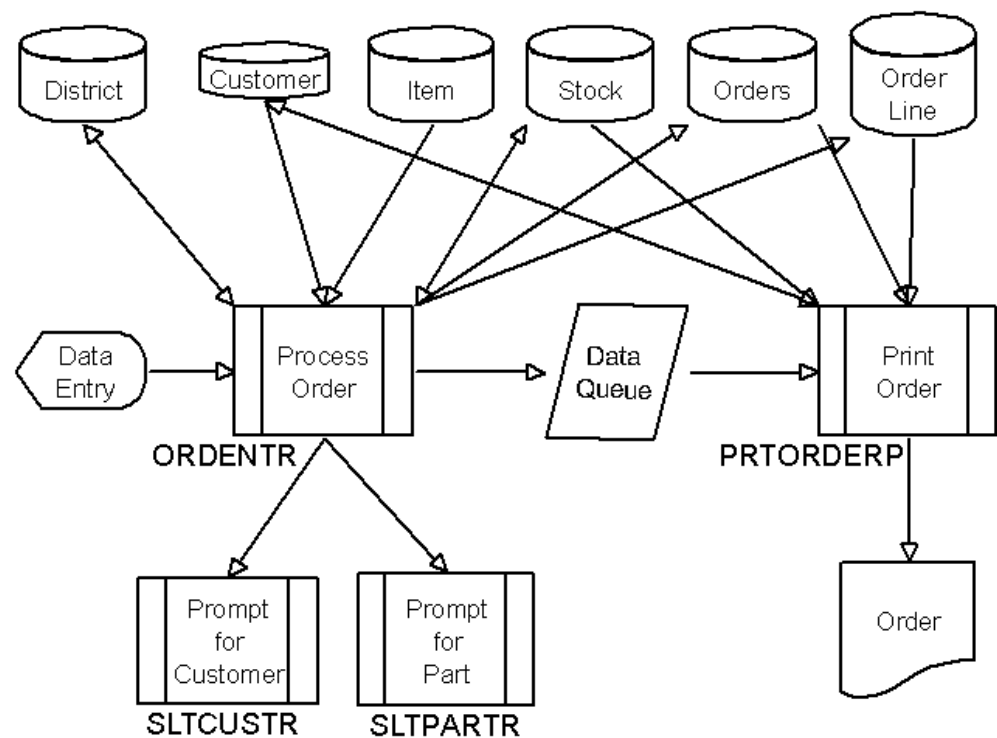 District
Customer
Item
Stock
Orders
Order
Line
Data
Entry
Process
Order
Data
Queue
Print
Order
ORDENTR
PRTORDERP
Prompt
for
Customer
Prompt
for
Part
Order
SLTCUSTR
SLTPARTR